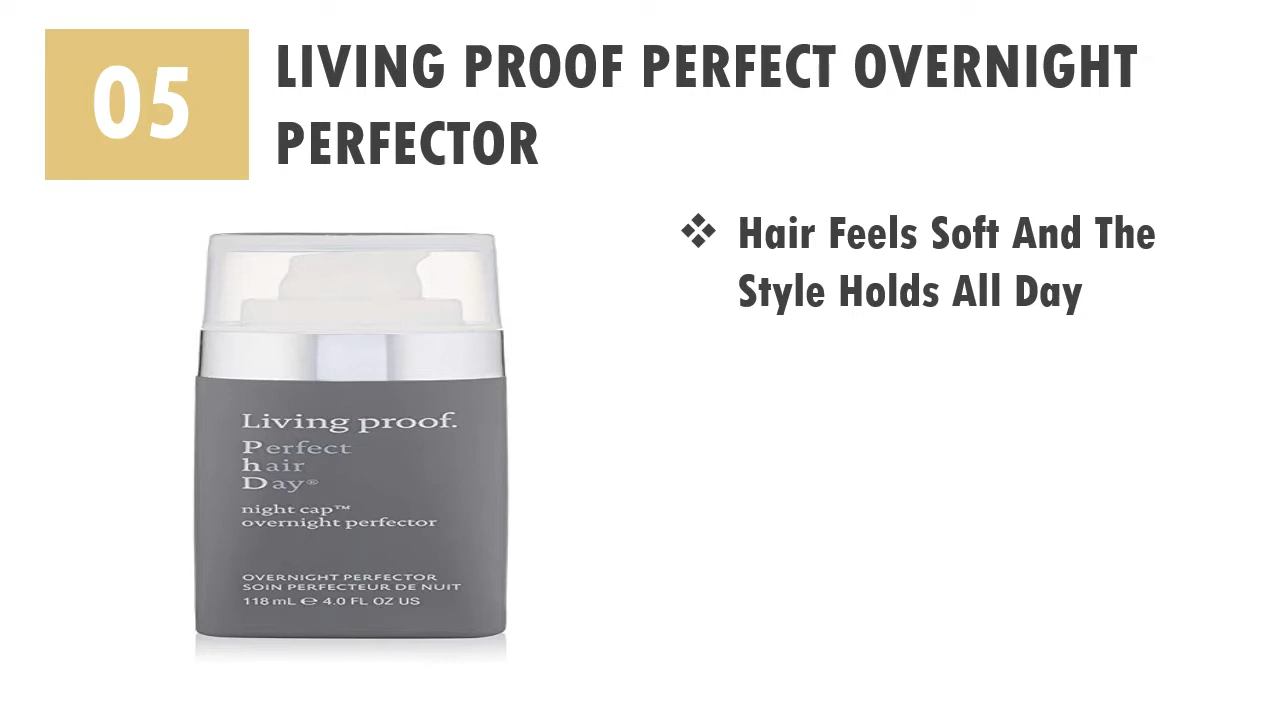 05
LIVING PROOF PERFECT OVERNIGHT
PERFECTOR
❖ Hair Feels Soft And The
Style Holds All Day
Living proof.
Perfect
hair
Day®
night cap™
overnight perfector
OVERNIGHT PERFECTOR
SOIN PERFECTEUR DE NUIT
118 mL ℮ 4.0 FL OZ US